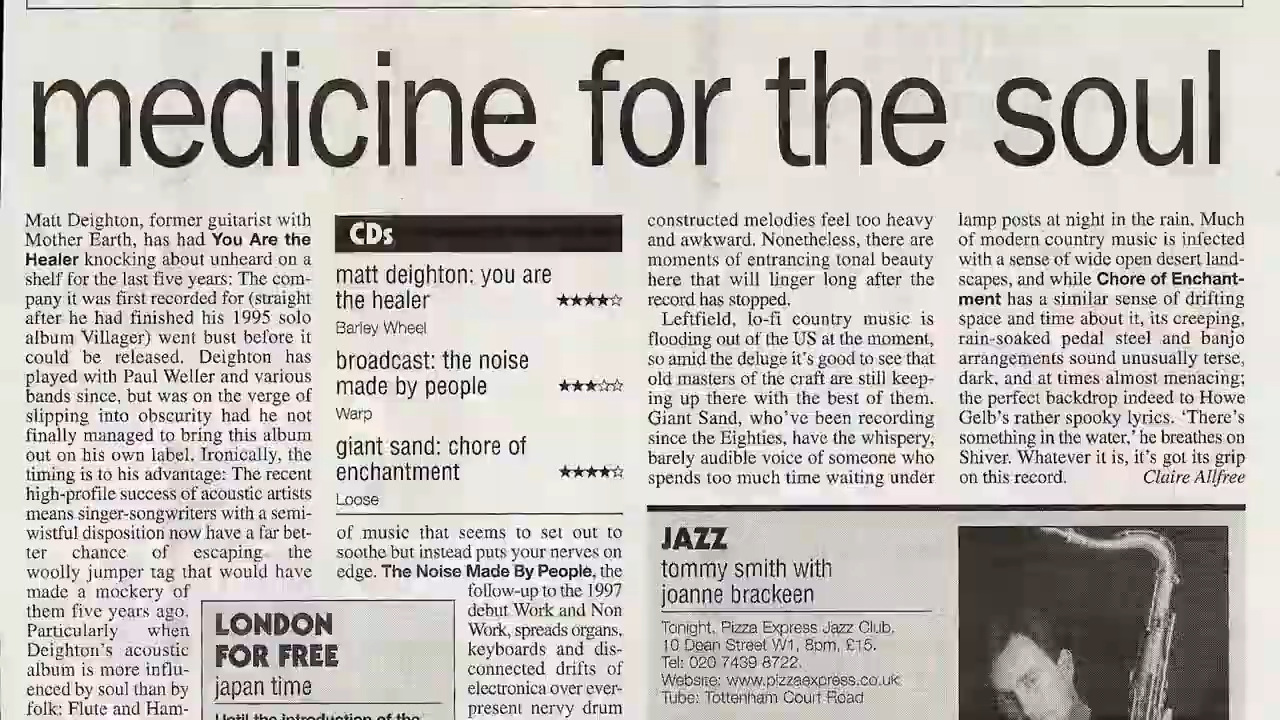 medicine for the soul
Matt Deighton, former guitarist with
Mother Earth, has had You Are the
Healer knocking about unheard on a
shelf for the last five years: The com-
pany it was first recorded for (straight
after he had finished his 1995 solo
album Villager) went bust before it
could be released. Deighton has
played with Paul Weller and various
bands since, but was on the verge of
slipping into obscurity had he not
finally managed to bring this album
out on his own label. Ironically, the
timing is to his advantage: The recent
high-profile success of acoustic artists
means singer-songwriters with a semi-
wistful disposition now have a far bet-
ter chance of escaping the
woolly jumper tag that would have
made a mockery of
them five years ago.
Particularly when
Deighton's acoustic
album is more influ-
enced by soul than by
folk: Flute and Ham-
CDs
matt deighton: you are
the healer ★★★★☆
Barley Wheel
broadcast: the noise
made by people ★★★☆☆
Warp
giant sand: chore of
enchantment ★★★★☆
Loose
of music that seems to set out to
soothe but instead puts your nerves on
edge. The Noise Made By People, the
follow-up to the 1997
debut Work and Non
Work, spreads organs,
keyboards and dis-
connected drifts of
electronica over ever-
present nervy drum
LONDON
FOR FREE
japan time
Until the introduction of the
constructed melodies feel too heavy
and awkward. Nonetheless, there are
moments of entrancing tonal beauty
here that will linger long after the
record has stopped.
Leftfield, lo-fi country music is
flooding out of the US at the moment,
so amid the deluge it's good to see that
old masters of the craft are still keep-
ing up there with the best of them.
Giant Sand, who've been recording
since the Eighties, have the whispery,
barely audible voice of someone who
spends too much time waiting under
lamp posts at night in the rain. Much
of modern country music is infected
with a sense of wide open desert land-
scapes, and while Chore of Enchant-
ment has a similar sense of drifting
space and time about it, its creeping,
rain-soaked pedal steel and banjo
arrangements sound unusually terse,
dark, and at times almost menacing;
the perfect backdrop indeed to Howe
Gelb's rather spooky lyrics. 'There's
something in the water,' he breathes on
Shiver. Whatever it is, it's got its grip
on this record. Claire Allfree
JAZZ
tommy smith with
joanne brackeen
Tonight, Pizza Express Jazz Club,
10 Dean Street W1, 8pm, £15.
Tel: 020 7439 8722.
Website: www.pizzaexpress.co.uk
Tube: Tottenham Court Road